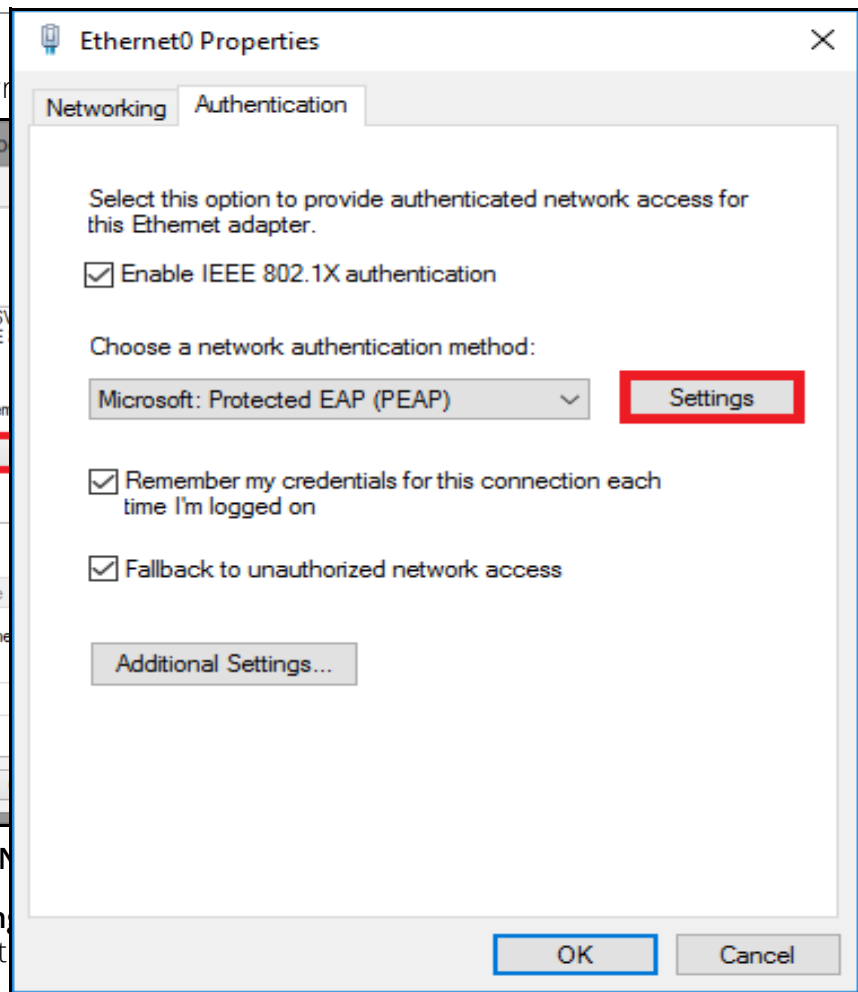 Ethernet0 Properties
Networking
Authentication
Select this option to provide authenticated network access for
this Ethernet adapter.
Enable IEEE 802.1X authentication
Choose a network authentication method:
Microsoft: Protected EAP (PEAP)
Settings
Remember my credentials for this connection each
time I'm logged on
Fallback to unauthorized network access
Additional Settings...
OK
Cancel